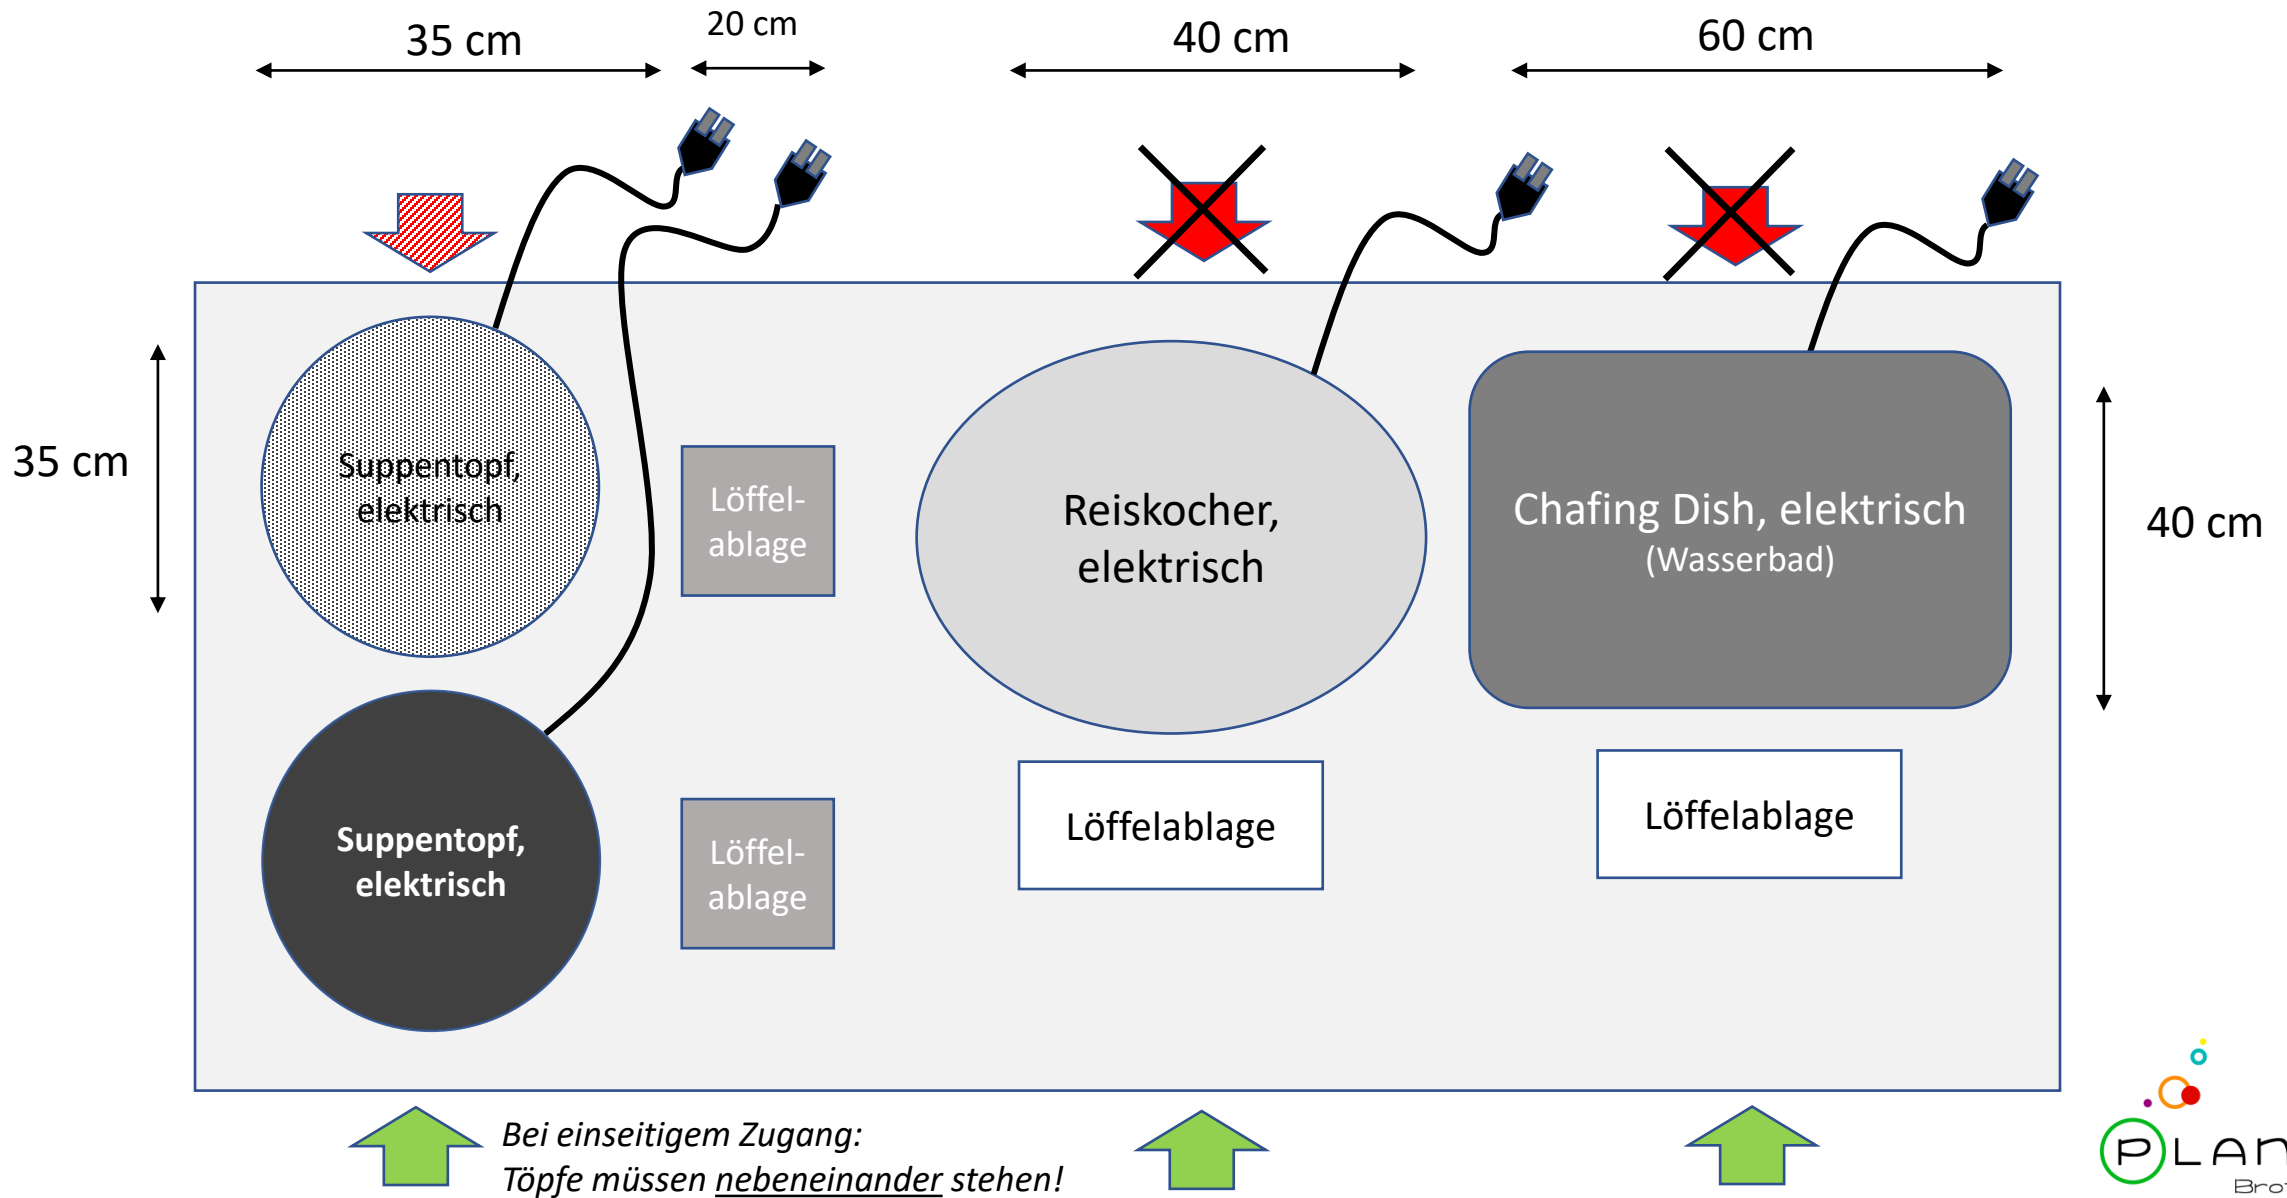 35 cm
20 cm
40 cm
60 cm
35 cm
Suppentopf,
elektrisch
Löffel-
ablage
Reiskocher,
elektrisch
Chafing Dish, elektrisch
(Wasserbad)
40 cm
Suppentopf,
elektrisch
Löffel-
ablage
Löffelablage
Löffelablage
Bei einseitigem Zugang:
Töpfe müssen nebeneinander stehen!